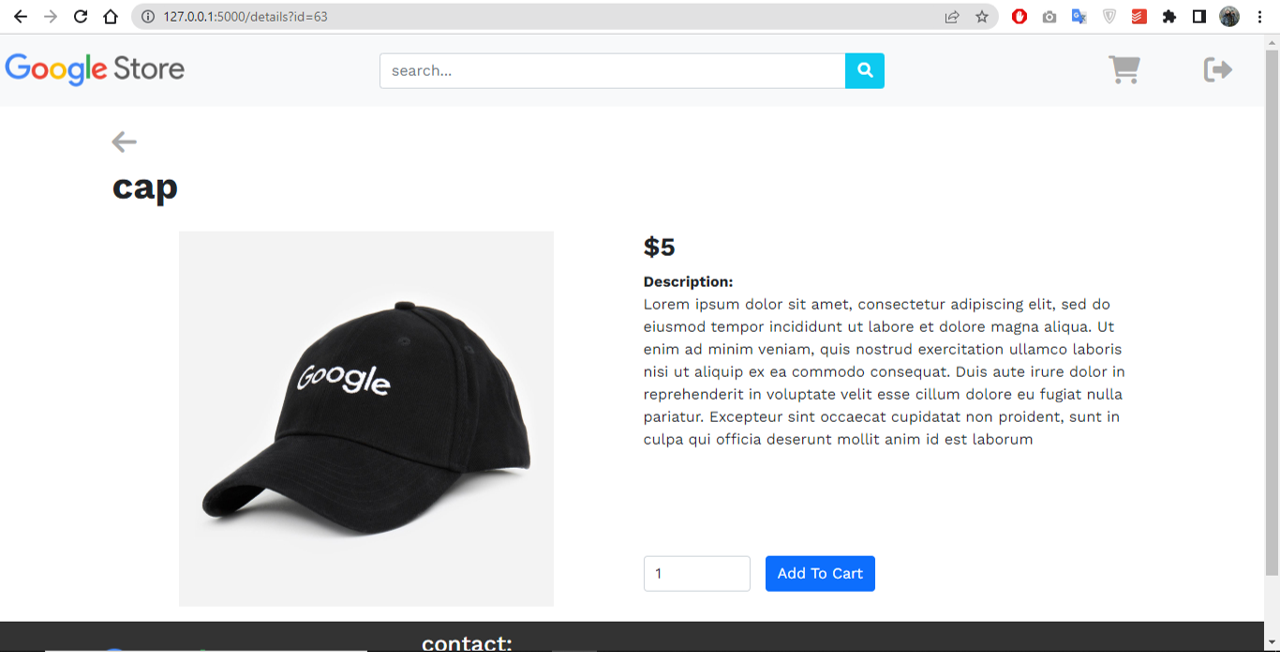 127.0.0.1:5000/details?id=63
Google Store
search...
cap
Google
$5
Description:
Lorem ipsum dolor sit amet, consectetur adipiscing elit, sed do
eiusmod tempor incididunt ut labore et dolore magna aliqua. Ut
enim ad minim veniam, quis nostrud exercitation ullamco laboris
nisi ut aliquip ex ea commodo consequat. Duis aute irure dolor in
reprehenderit in voluptate velit esse cillum dolore eu fugiat nulla
pariatur. Excepteur sint occaecat cupidatat non proident, sunt in
culpa qui officia deserunt mollit anim id est laborum
1
Add To Cart
contact: